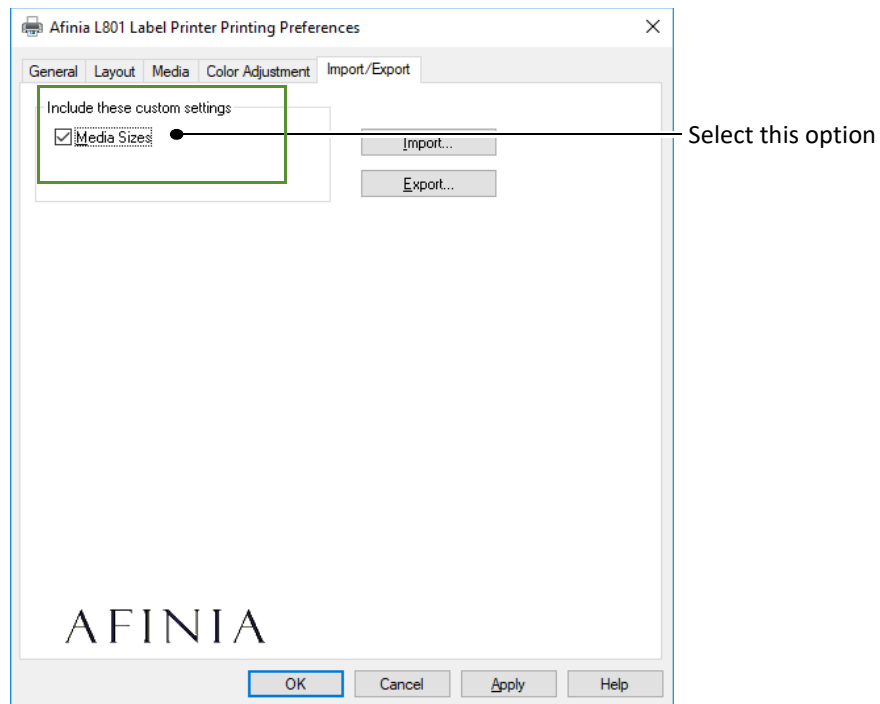 Afinia L801 Label Printer Printing Preferences
General Layout Media Color Adjustment Import/Export
Include these custom settings
Media Sizes
Import...
Select this option
Export...
AFINIA
OK Cancel Apply Help